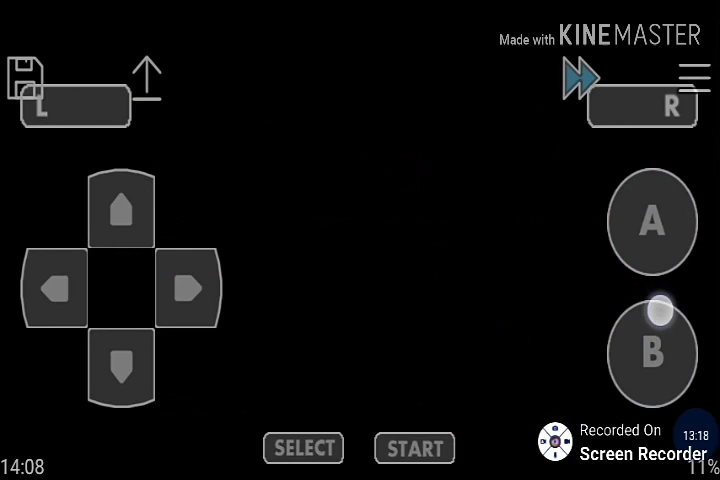 Made with KINEMASTER
L
R
A
B
SELECT
START
Recorded On
Screen Recorder
13:18
14:08
11%